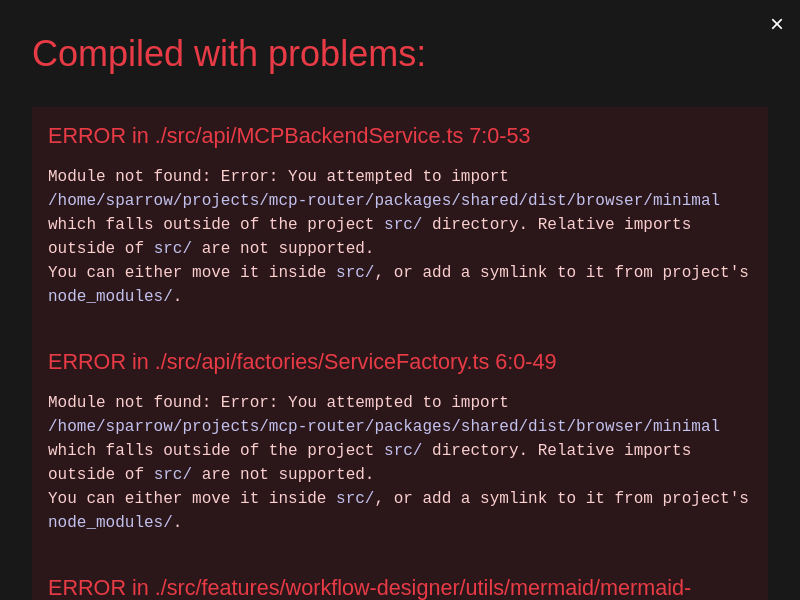 ×
Compiled with problems:
ERROR in ./src/api/MCPBackendService.ts 7:0-53
Module not found: Error: You attempted to import
/home/sparrow/projects/mcp-router/packages/shared/dist/browser/minimal
which falls outside of the project src/ directory. Relative imports
outside of src/ are not supported.
You can either move it inside src/, or add a symlink to it from project's
node_modules/.
ERROR in ./src/api/factories/ServiceFactory.ts 6:0-49
Module not found: Error: You attempted to import
/home/sparrow/projects/mcp-router/packages/shared/dist/browser/minimal
which falls outside of the project src/ directory. Relative imports
outside of src/ are not supported.
You can either move it inside src/, or add a symlink to it from project's
node_modules/.
ERROR in ./src/features/workflow-designer/utils/mermaid/mermaid-